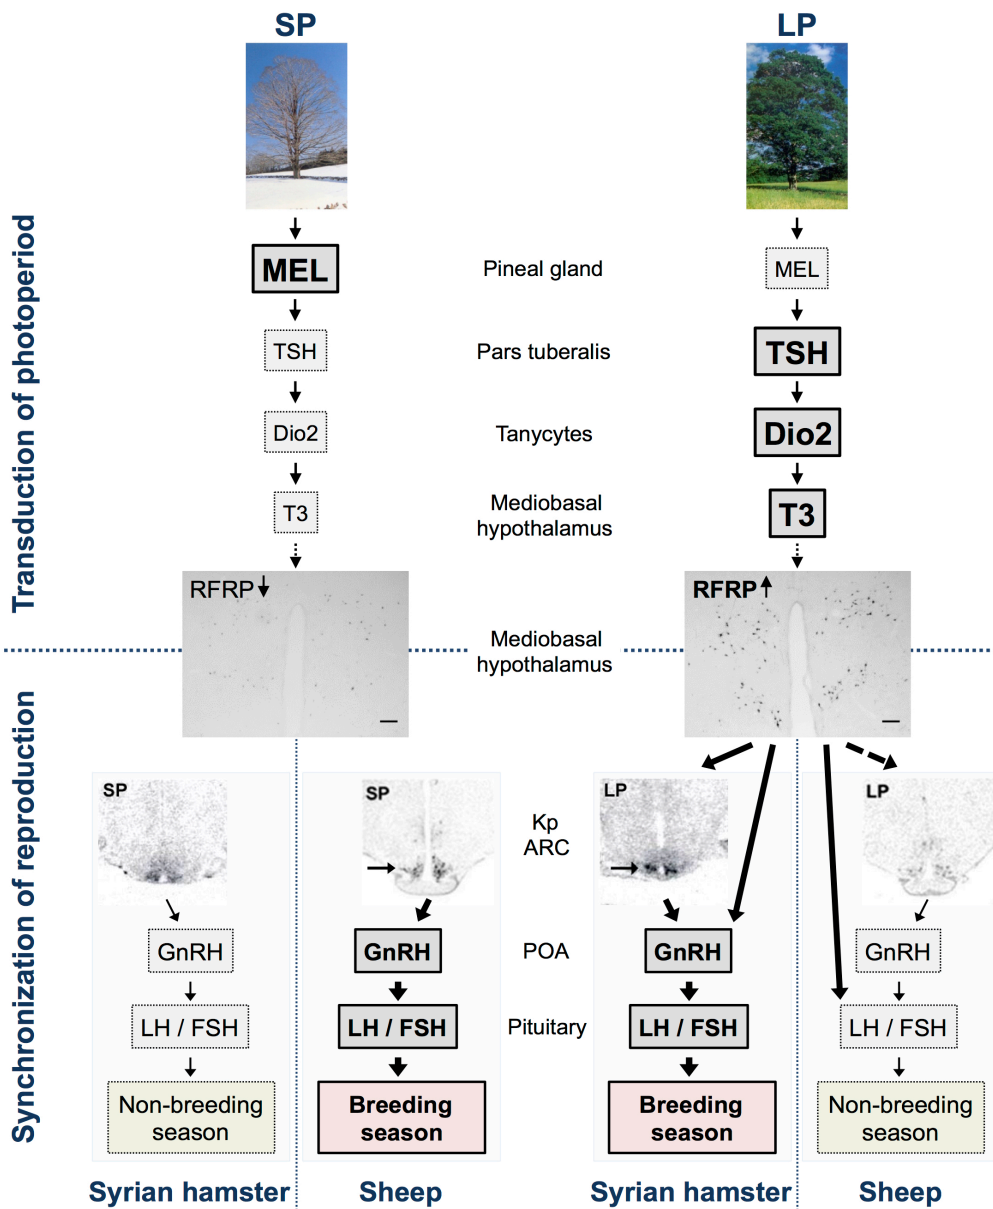 SP
LP
Transduction of photoperiod
MEL
Pineal gland
MEL
TSH
Pars tuberalis
TSH
Dio2
Tanycytes
Dio2
T3
Mediobasal
hypothalamus
T3
RFRP
RFRP
Mediobasal
hypothalamus
Synchronization of reproduction
SP
SP
Kp
ARC
LP
LP
GnRH
GnRH
POA
GnRH
GnRH
LH / FSH
LH / FSH
Pituitary
LH / FSH
LH / FSH
Non-breeding
season
Breeding
season
Breeding
season
Non-breeding
season
Syrian hamster
Sheep
Syrian hamster
Sheep